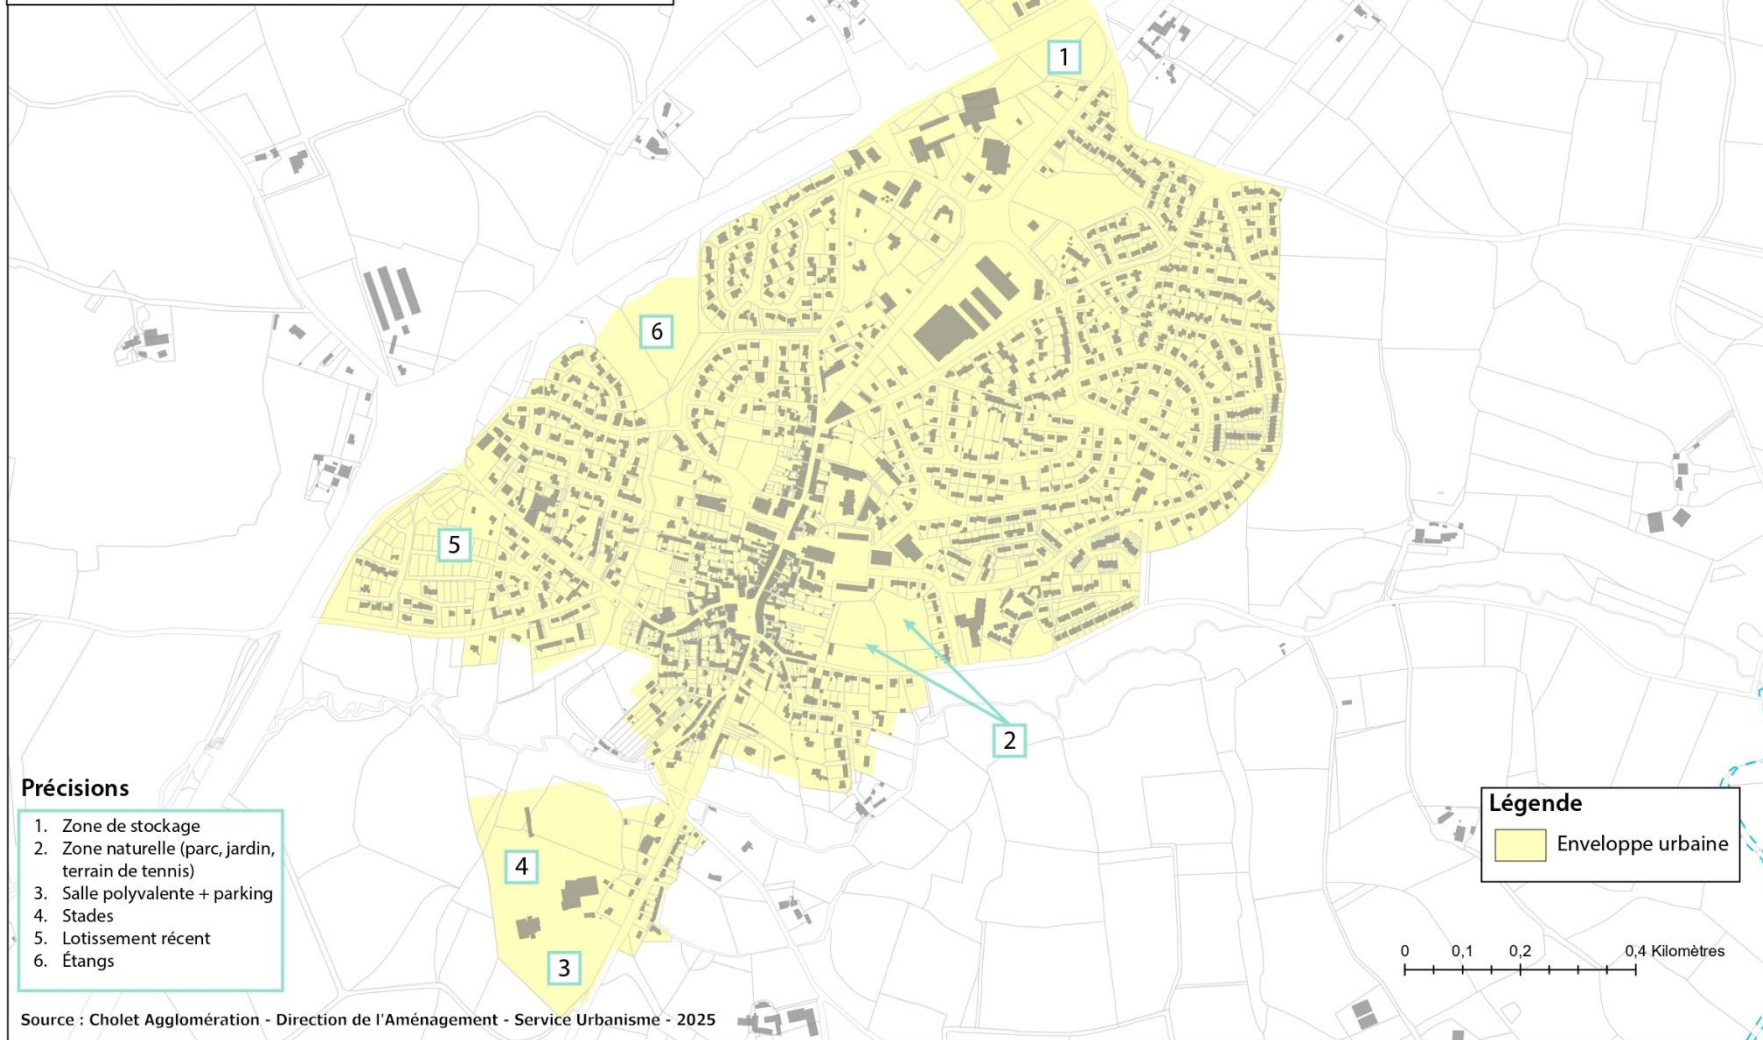 1
6
5
2
4
3
Précisions
1. Zone de stockage
2. Zone naturelle (parc, jardin,
terrain de tennis)
3. Salle polyvalente + parking
4. Stades
5. Lotissement récent
6. Étangs
Légende
Enveloppe urbaine
0 0,1 0,2 0,4 Kilomètres
Source : Cholet Agglomération - Direction de l'Aménagement - Service Urbanisme - 2025